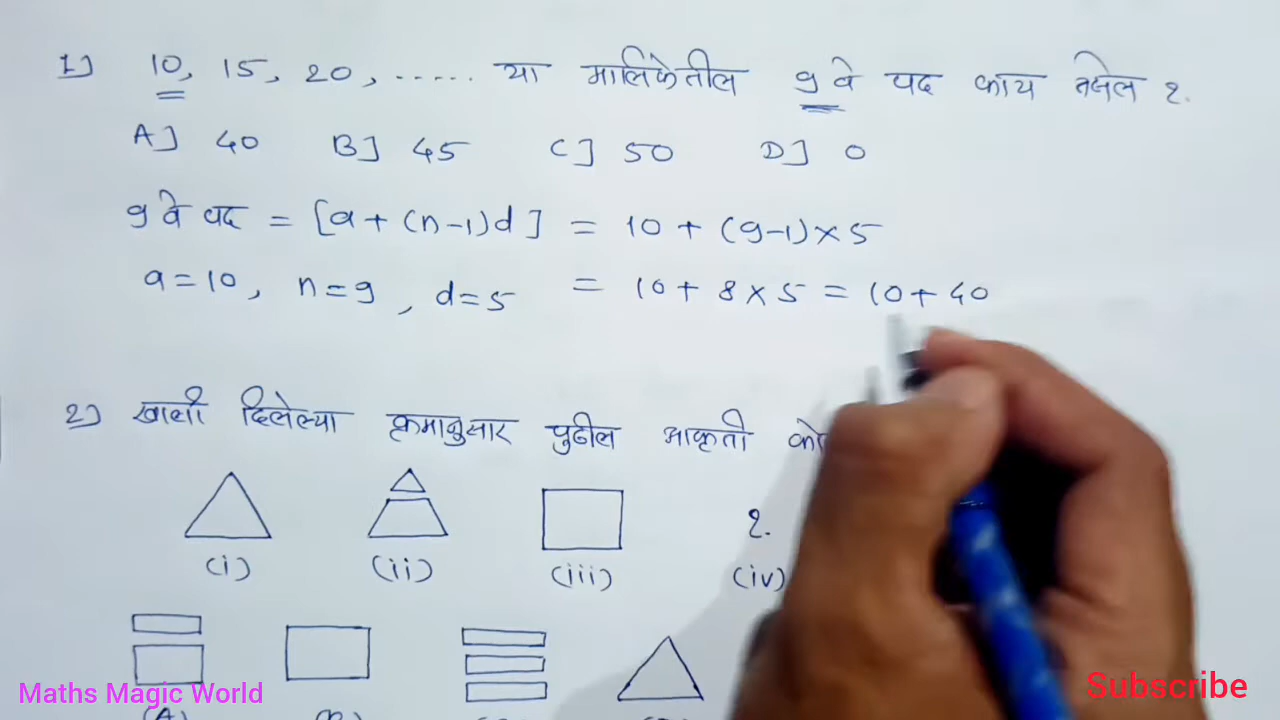 1] 10, 15, 20, ...... या मालिकेतील 9 वे पद काय असेल ?.
A] 40 B] 45 C] 50 D] 0
9 वे पद = [a + (n-1)d] = 10 + (9-1) × 5
a = 10, n = 9, d = 5 = 10 + 8 × 5 = 10 + 40
2] खाली दिलेल्या क्रमानुसार पुढील आकृती
?.
(i) (ii) (iii) (iv)
Maths Magic World
Subscribe